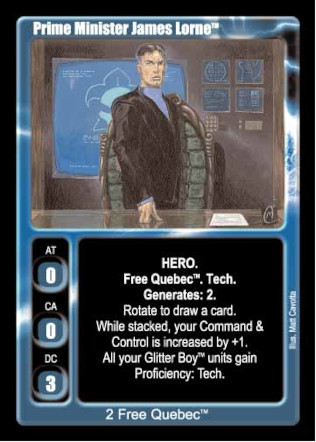 Prime Minister James Lorne™
AT
0
CA
0
DC
3
HERO.
Free Quebec™. Tech.
Generates: 2.
Rotate to draw a card.
While stacked, your Command &
Control is increased by +1.
All your Glitter Boy™ units gain
Proficiency: Tech.
Illus. Matt Cavotta
2 Free Quebec™